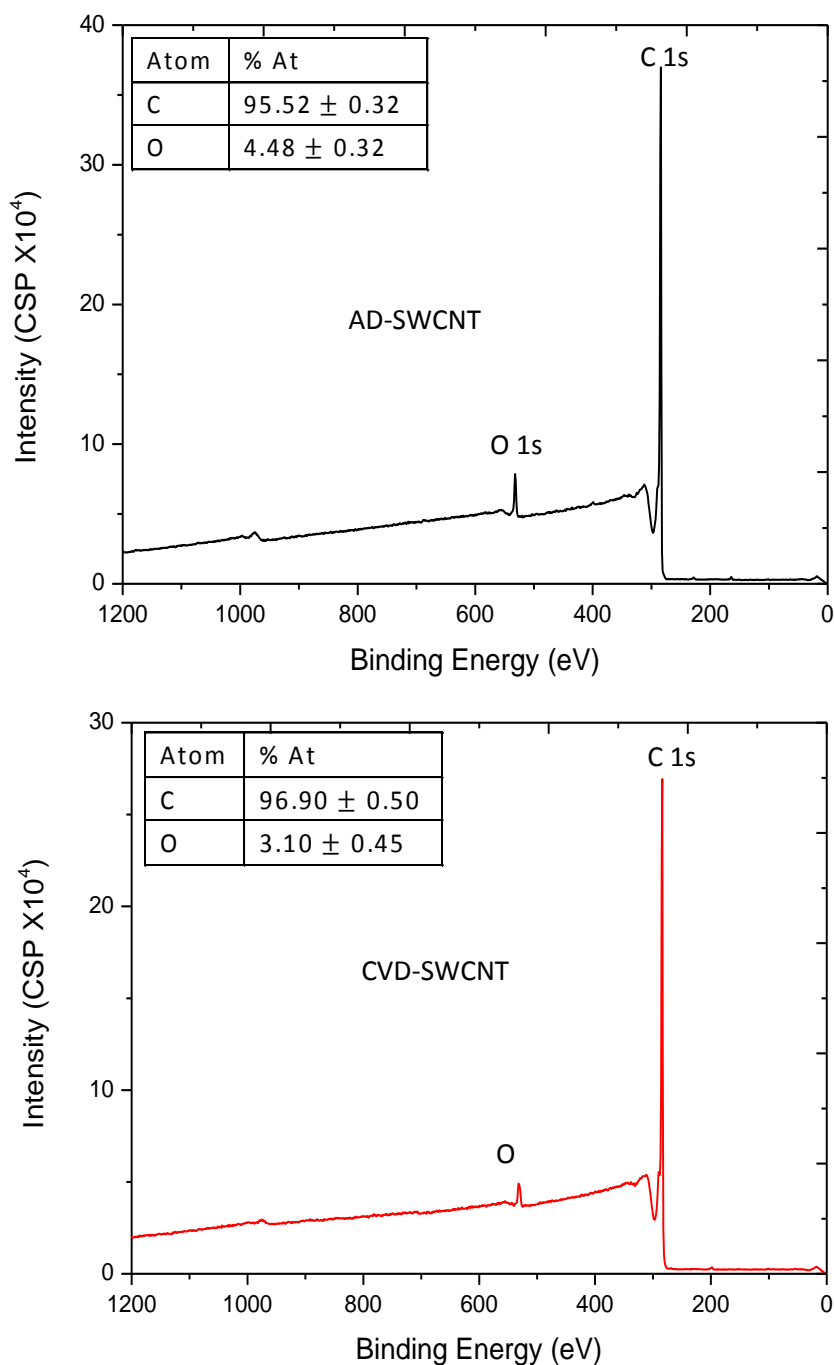 40
Atom % At
C 95.52 ± 0.32
O 4.48 ± 0.32
C 1s
30
20
AD-SWCNT
10
O 1s
0
Intensity (CSP X10⁴)
1200 1000 800 600 400 200 0
Binding Energy (eV)
30
Atom % At
C 96.90 ± 0.50
O 3.10 ± 0.45
C 1s
20
CVD-SWCNT
10
O
0
Intensity (CSP X10⁴)
1200 1000 800 600 400 200 0
Binding Energy (eV)